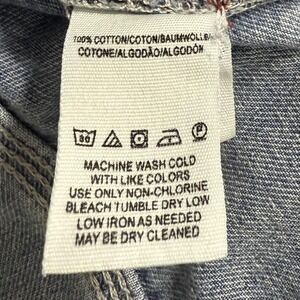 100% COTTON/COTON/BAUMWOLLE/
COTONE/ALGODÃO/ALGODÓN
30
P
MACHINE WASH COLD
WITH LIKE COLORS
USE ONLY NON-CHLORINE
BLEACH TUMBLE DRY LOW
LOW IRON AS NEEDED
MAY BE DRY CLEANED